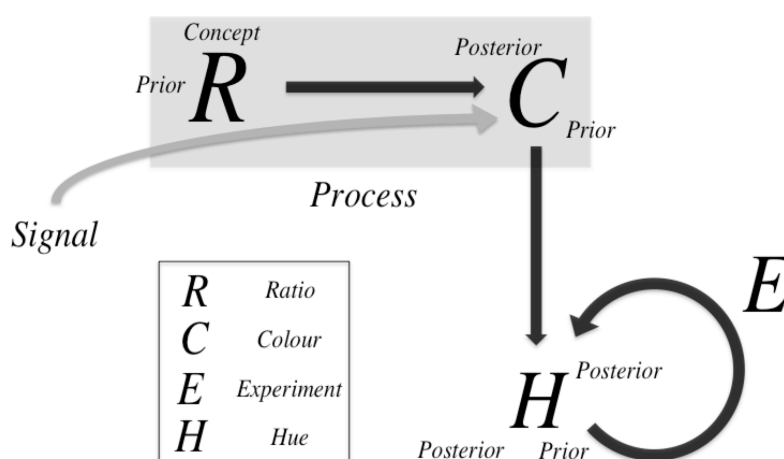 Concept
Prior R
Posterior
C
Prior
Process
Signal
E
R Ratio
C Colour
E Experiment
H Hue
H Posterior
Posterior Prior